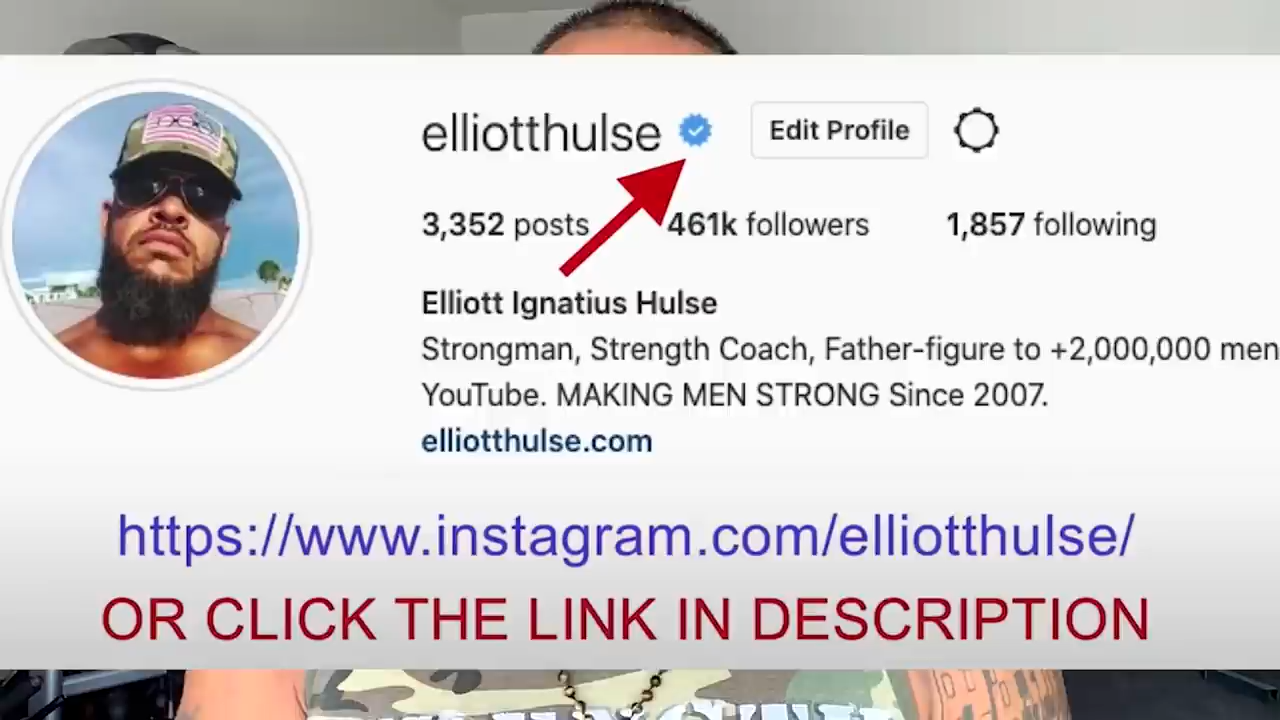 elliotthulse Edit Profile
3,352 posts 461k followers 1,857 following
Elliott Ignatius Hulse
Strongman, Strength Coach, Father-figure to +2,000,000 men
YouTube. MAKING MEN STRONG Since 2007.
elliotthulse.com
https://www.instagram.com/elliotthulse/
OR CLICK THE LINK IN DESCRIPTION